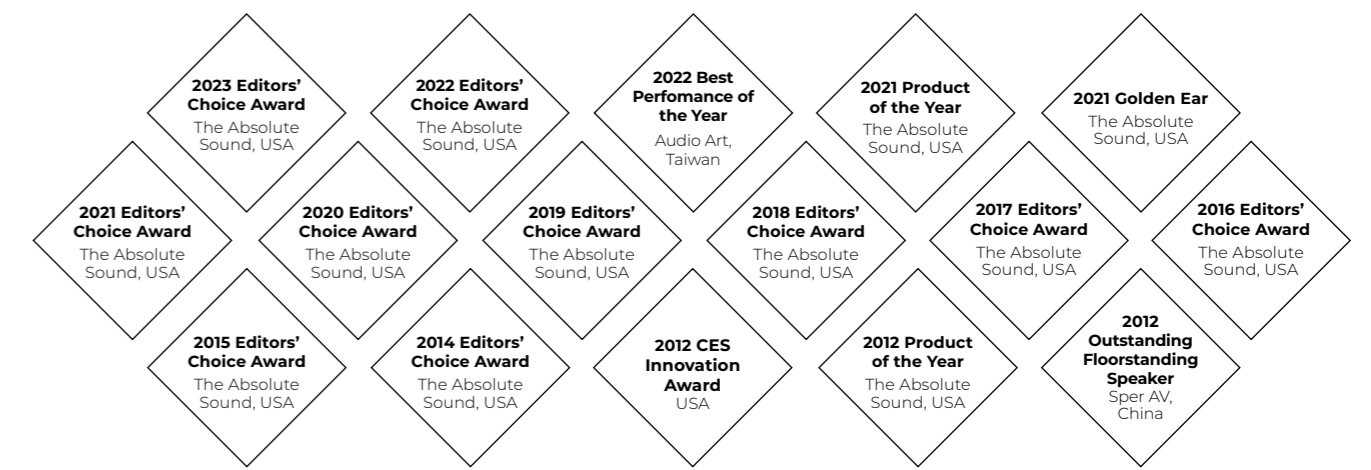 2023 Editors’
Choice Award
The Absolute
Sound, USA
2022 Editors’
Choice Award
The Absolute
Sound, USA
2022 Best
Perfomance of
the Year
Audio Art,
Taiwan
2021 Product
of the Year
The Absolute
Sound, USA
2021 Golden Ear
The Absolute
Sound, USA
2021 Editors’
Choice Award
The Absolute
Sound, USA
2020 Editors’
Choice Award
The Absolute
Sound, USA
2019 Editors’
Choice Award
The Absolute
Sound, USA
2018 Editors’
Choice Award
The Absolute
Sound, USA
2017 Editors’
Choice Award
The Absolute
Sound, USA
2016 Editors’
Choice Award
The Absolute
Sound, USA
2015 Editors’
Choice Award
The Absolute
Sound, USA
2014 Editors’
Choice Award
The Absolute
Sound, USA
2012 CES
Innovation
Award
USA
2012 Product
of the Year
The Absolute
Sound, USA
2012
Outstanding
Floorstanding
Speaker
Sper AV,
China